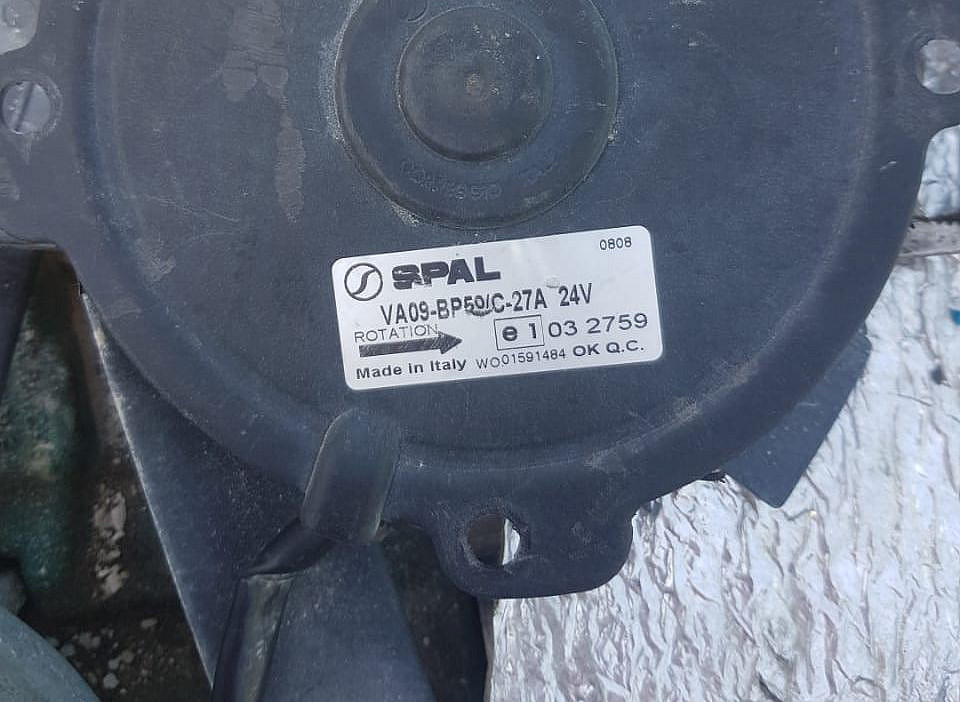 0808
SPAL
VA09-BP50/C-27A 24V
ROTATION
e 1 03 2759
Made in Italy WO01591484 OK Q.C.